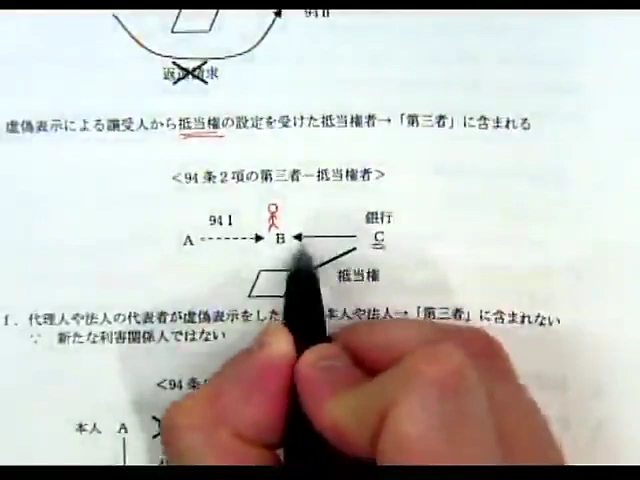 94 II
返還請求
虚偽表示による譲受人から抵当権の設定を受けた抵当権者→「第三者」に含まれる
<94条2項の第三者－抵当権者>
94 I
銀行
A
B
C
抵当権
1．代理人や法人の代表者が虚偽表示をした
本人や法人→「第三者」に含まれない
∵ 新たな利害関係人ではない
<94条
本人 A